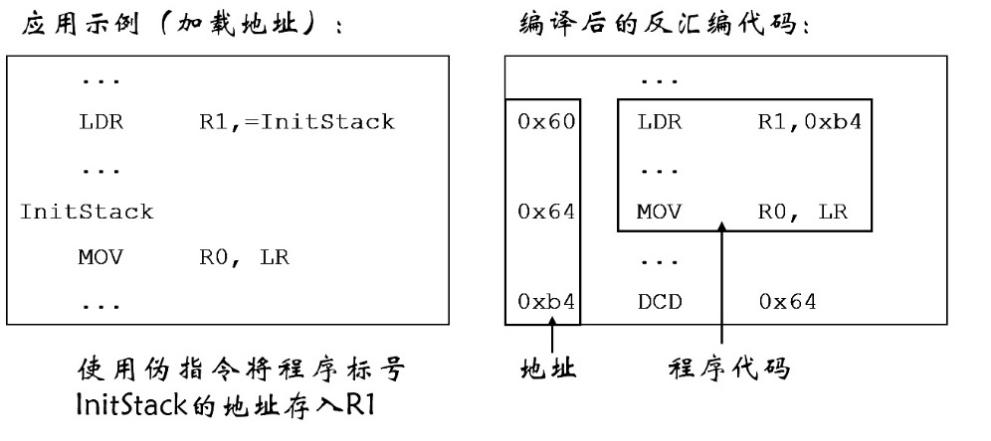 应用示例（加载地址）：
...
LDR R1,=InitStack
...
InitStack
MOV R0, LR
...
使用伪指令将程序标号
InitStack的地址存入R1
编译后的反汇编代码：
...
0x60 LDR R1,0xb4
...
0x64 MOV R0, LR
...
0xb4 DCD 0x64
地址 程序代码